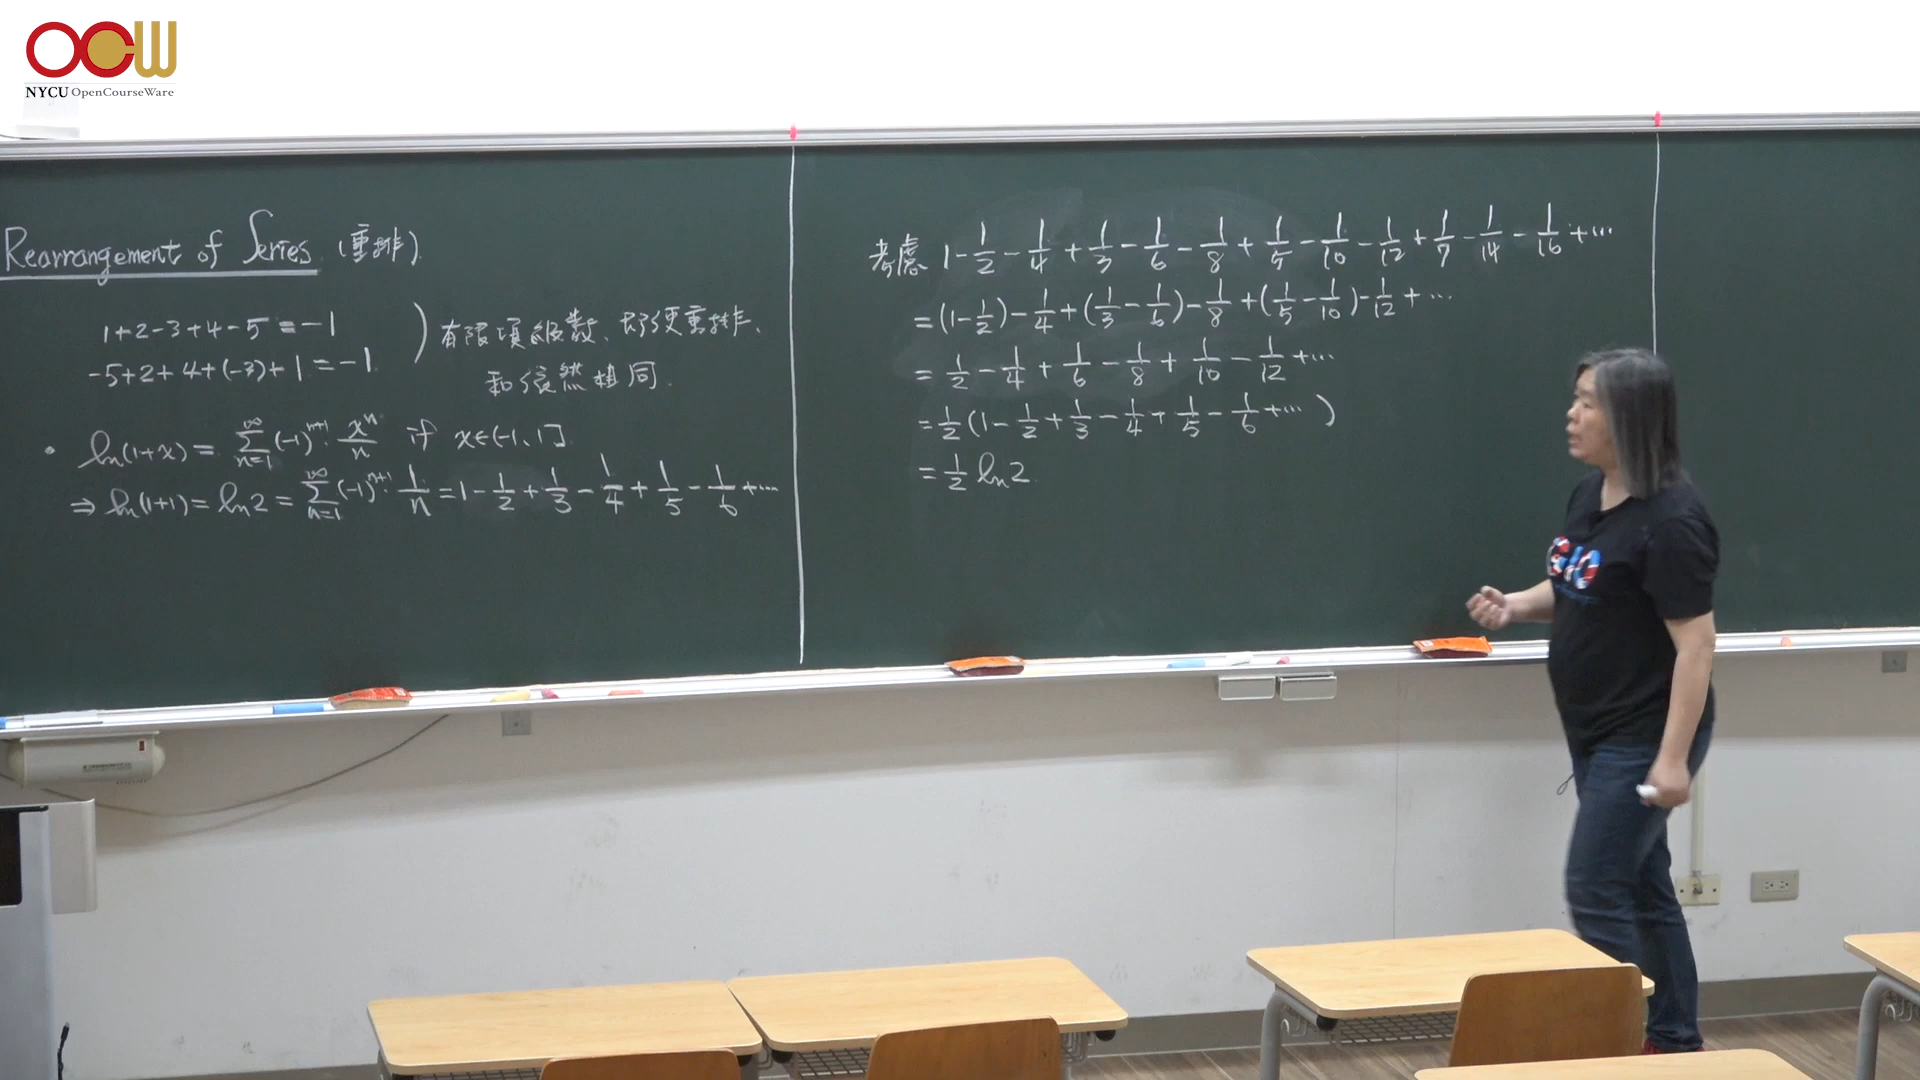 OCW
NYCU OpenCourseWare
Rearrangement of Series (重排).
1+2-3+4-5=-1
-5+2+4+(-3)+1=-1.
) 有限項級數、即便重排、
和依然相同.
• ln(1+x) = ∑_{n=1}^{∞} (-1)^{n+1}·x^n/n if x∈(-1,1].
⇒ ln(1+1) = ln2 = ∑_{n=1}^{∞} (-1)^{n+1}·1/n = 1 - 1/2 + 1/3 - 1/4 + 1/5 - 1/6 + ⋯
考慮 1 - 1/2 - 1/4 + 1/3 - 1/6 - 1/8 + 1/5 - 1/10 - 1/12 + 1/7 - 1/14 - 1/16 + ⋯
= (1 - 1/2) - 1/4 + (1/3 - 1/6) - 1/8 + (1/5 - 1/10) - 1/12 + ⋯
= 1/2 - 1/4 + 1/6 - 1/8 + 1/10 - 1/12 + ⋯
= 1/2 (1 - 1/2 + 1/3 - 1/4 + 1/5 - 1/6 + ⋯ )
= 1/2 ln2.